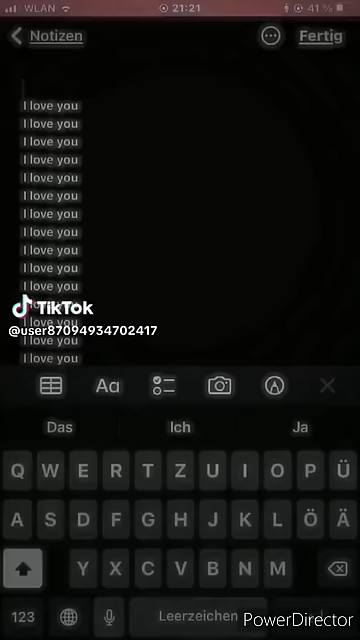 WLAN 21:21 41 %
Notizen Fertig
I love you
I love you
I love you
I love you
I love you
I love you
I love you
I love you
I love you
I love you
I love you
I love you
TikTok
@user87094934702417
I love you
I love you
I love you
Aa
Das Ich Ja
Q W E R T Z U I O P Ü
A S D F G H J K L Ö Ä
Y X C V B N M
123 Leerzeichen
PowerDirector